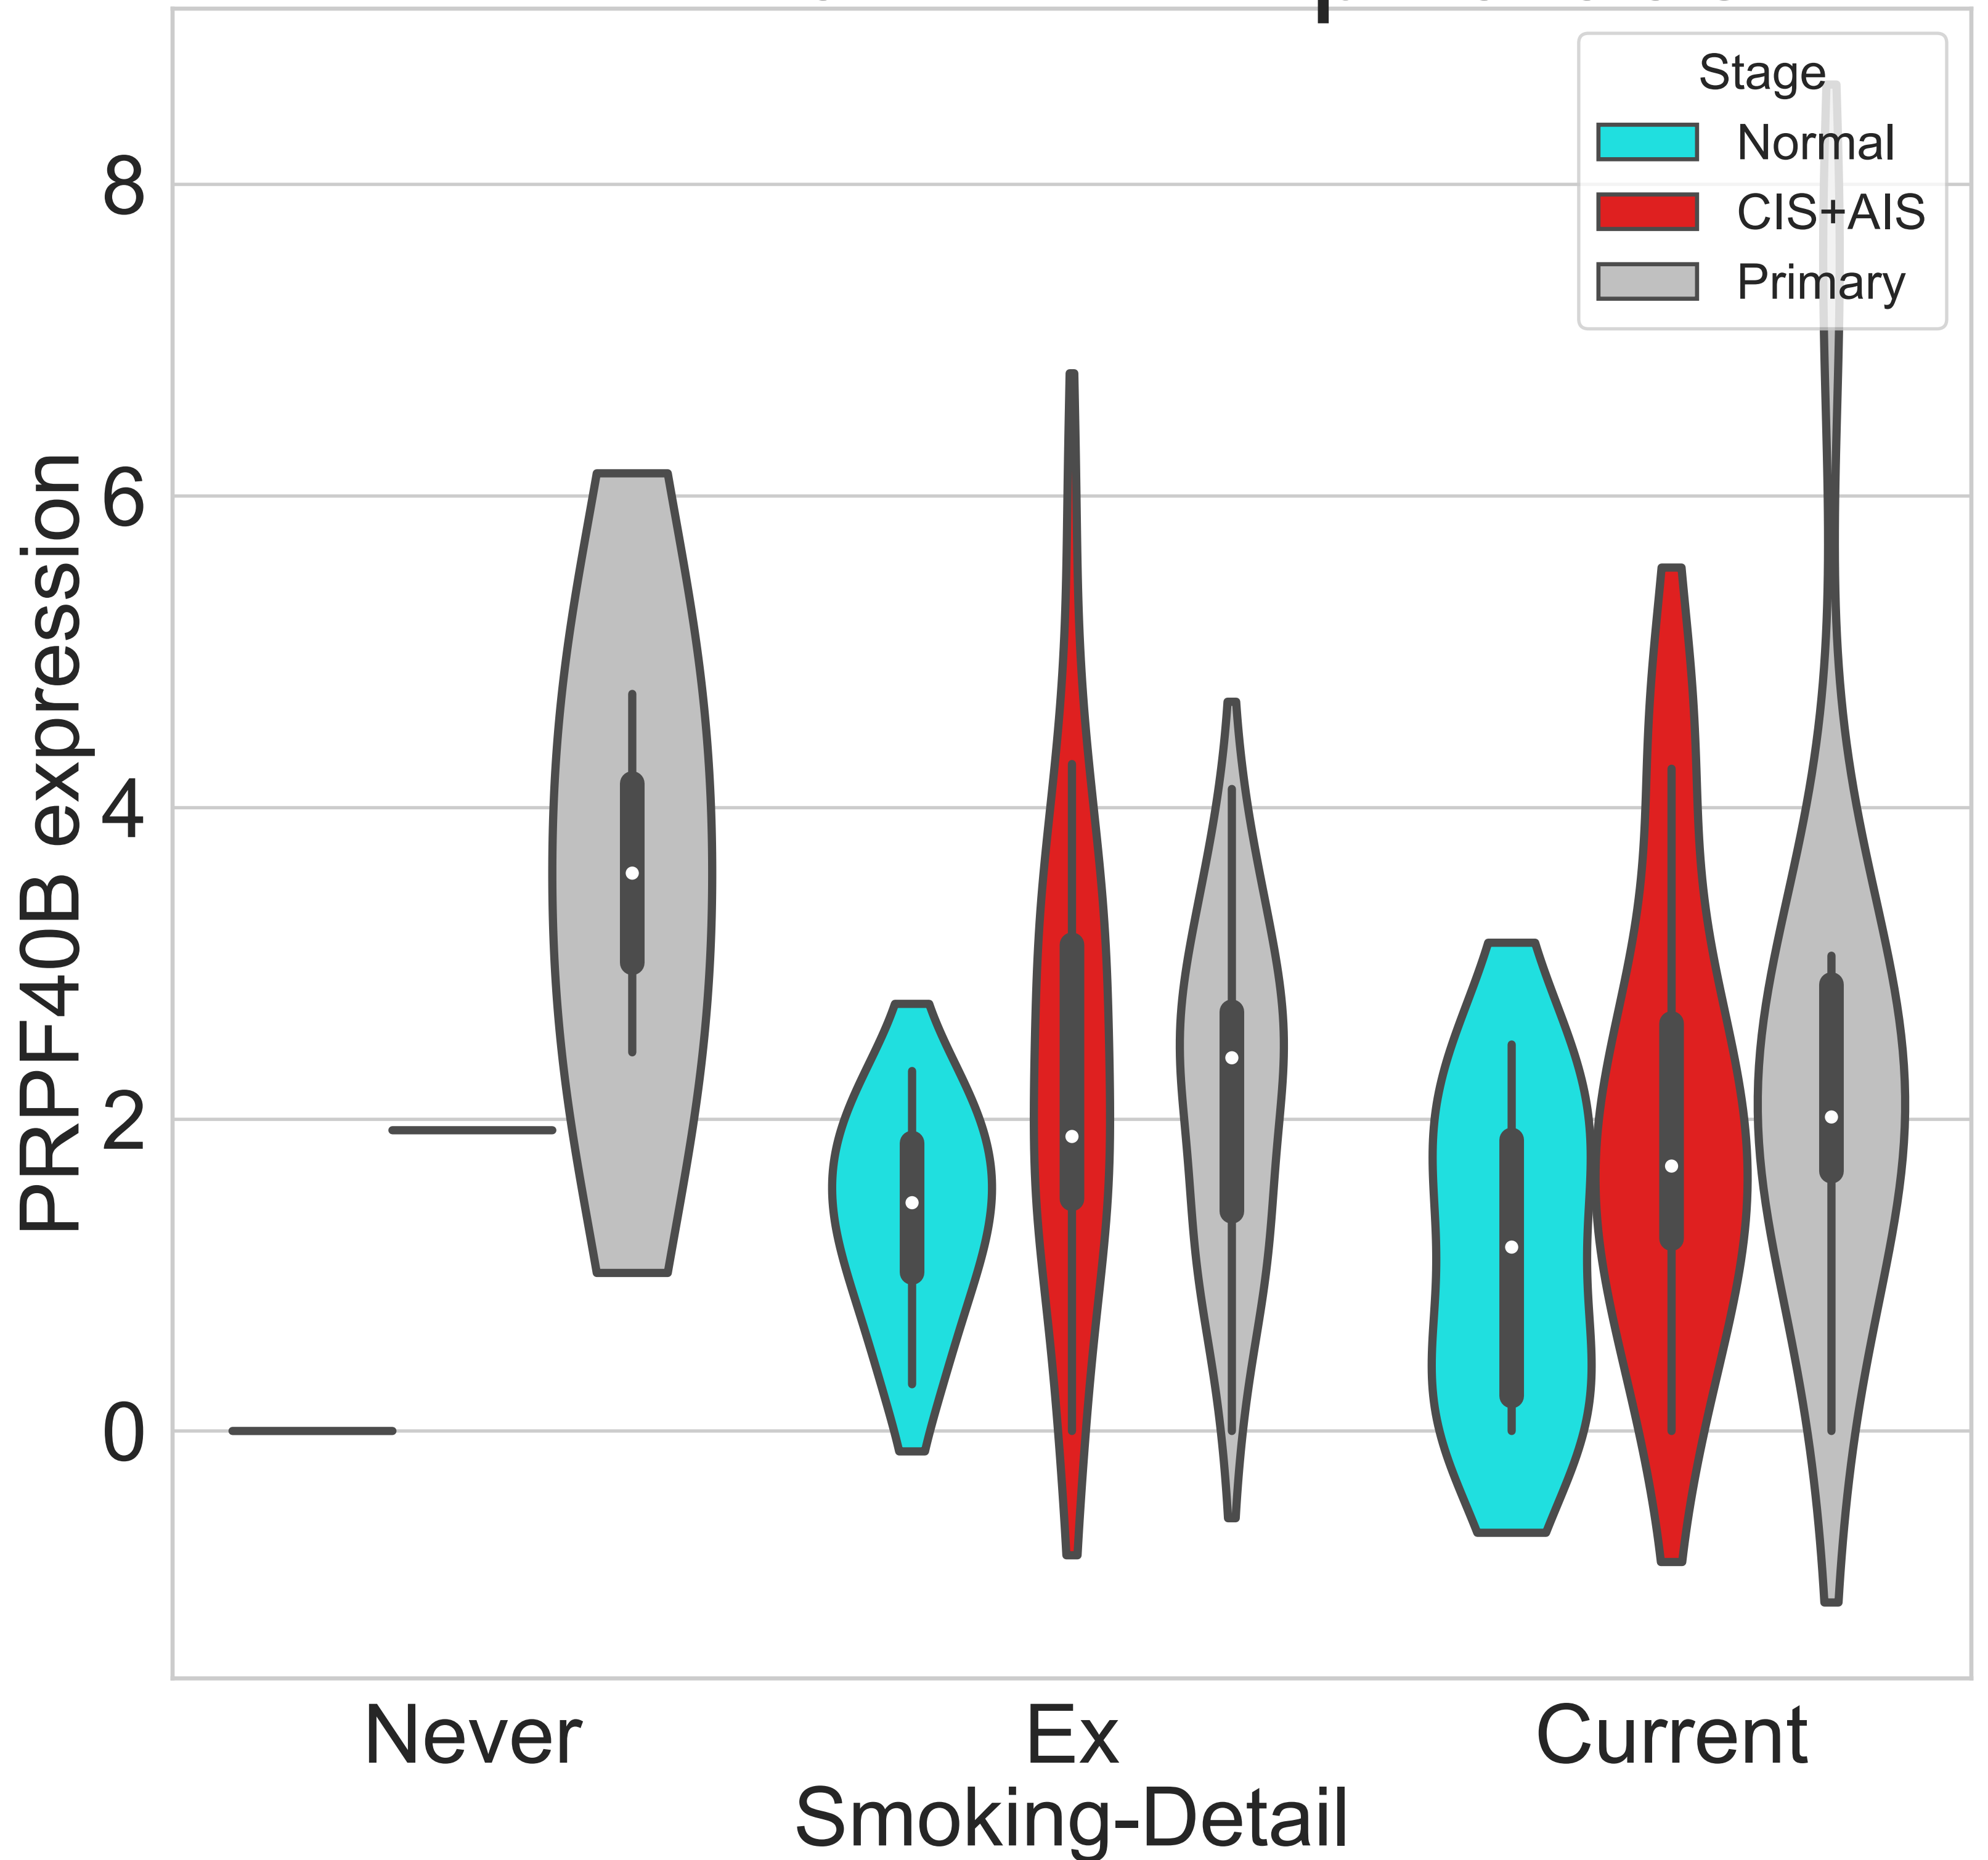 Stage
Normal
CIS+AIS
Primary
8
6
4
2
0
PRPF40B expression
Never
Ex
Current
Smoking-Detail